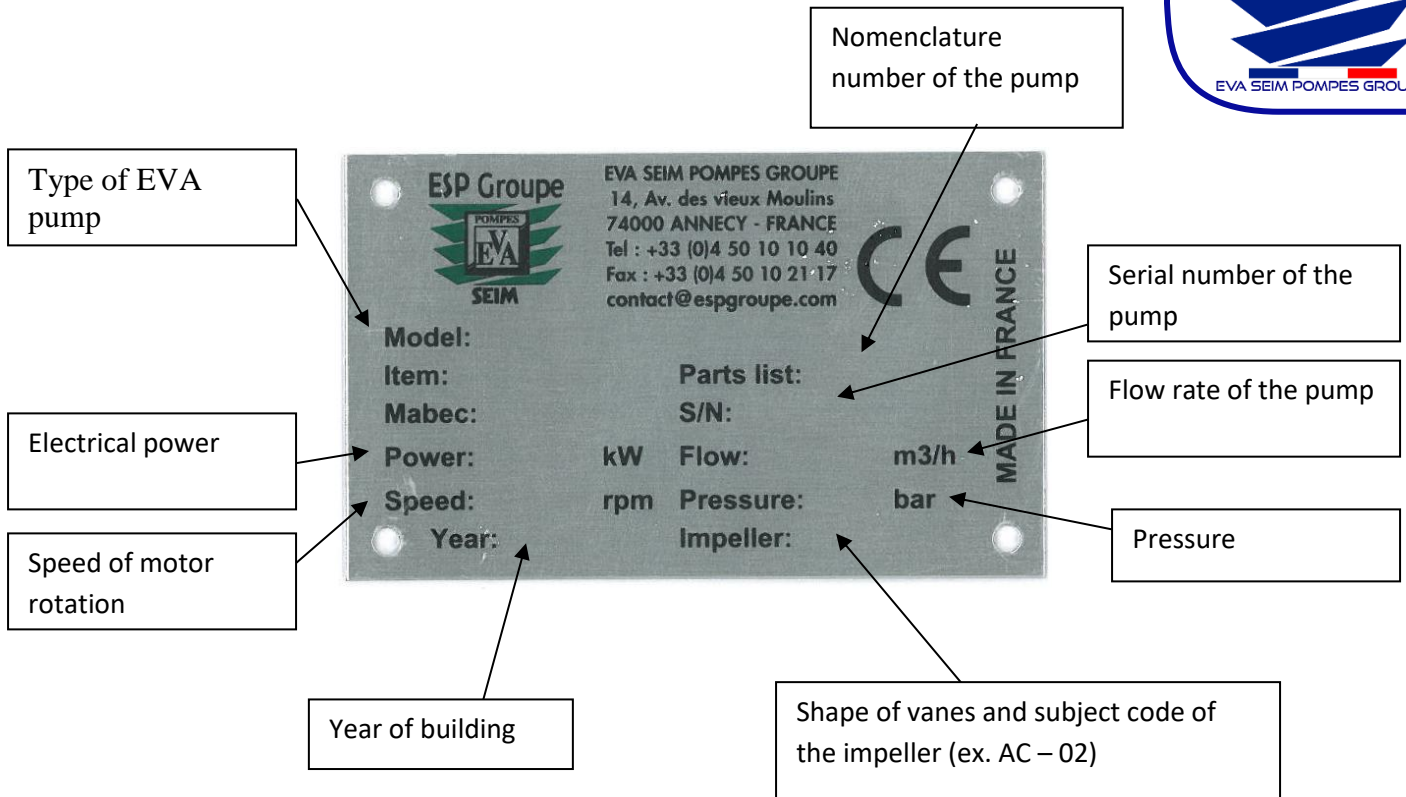 EVA SEIM POMPES GROU
Nomenclature
number of the pump
Type of EVA
pump
ESP Groupe
POMPES
EVA
SEIM
EVA SEIM POMPES GROUPE
14, Av. des vieux Moulins
74000 ANNECY - FRANCE
Tel : +33 (0)4 50 10 10 40
Fax : +33 (0)4 50 10 21 17
contact@espgroupe.com
CE
MADE IN FRANCE
Serial number of the
pump
Model:
Item:
Parts list:
Mabec:
S/N:
Flow rate of the pump
Electrical power
Power: kW Flow: m3/h
Speed: rpm Pressure: bar
Year: Impeller:
Pressure
Speed of motor
rotation
Year of building
Shape of vanes and subject code of
the impeller (ex. AC – 02)